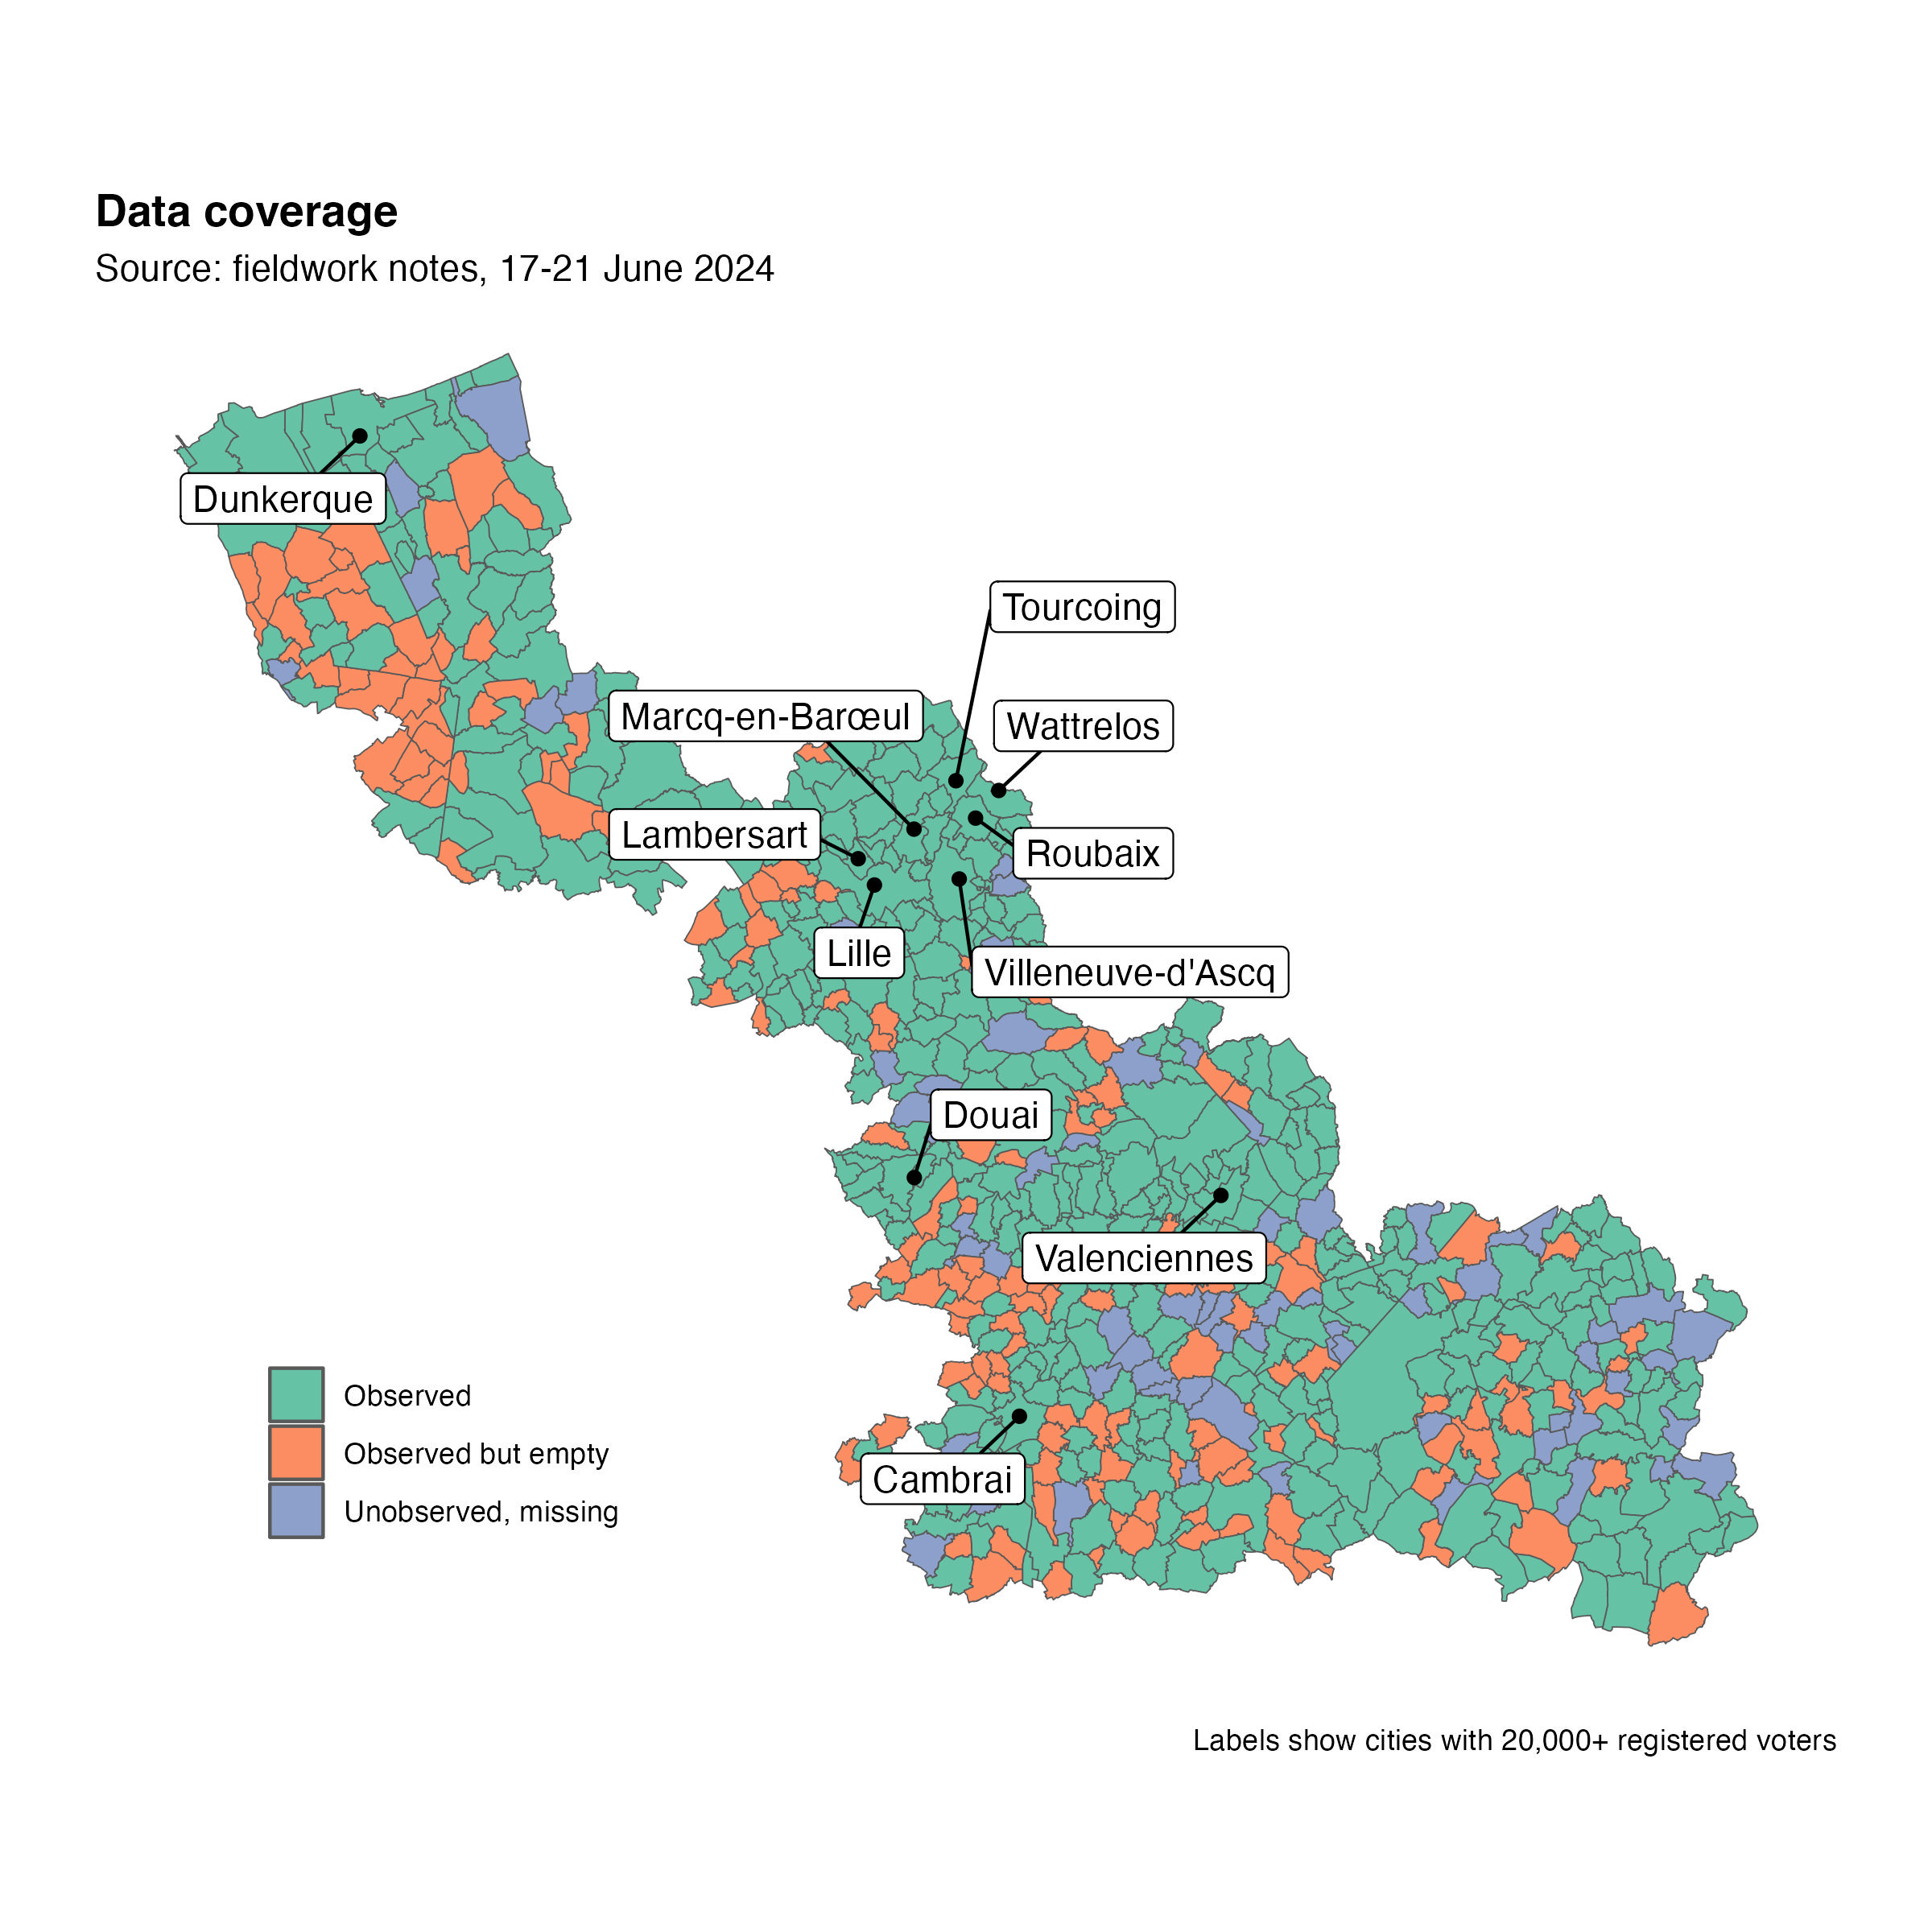 Data coverage
Source: fieldwork notes, 17-21 June 2024
Dunkerque
Tourcoing
Marcq-en-Barœul
Wattrelos
Lambersart
Roubaix
Lille
Villeneuve-d'Ascq
Douai
Valenciennes
Cambrai
Observed
Observed but empty
Unobserved, missing
Labels show cities with 20,000+ registered voters